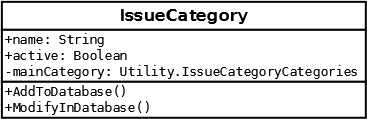 IssueCategory
+name: String
+active: Boolean
-mainCategory: Utility.IssueCategoryCategories
+AddToDatabase()
+ModifyInDatabase()